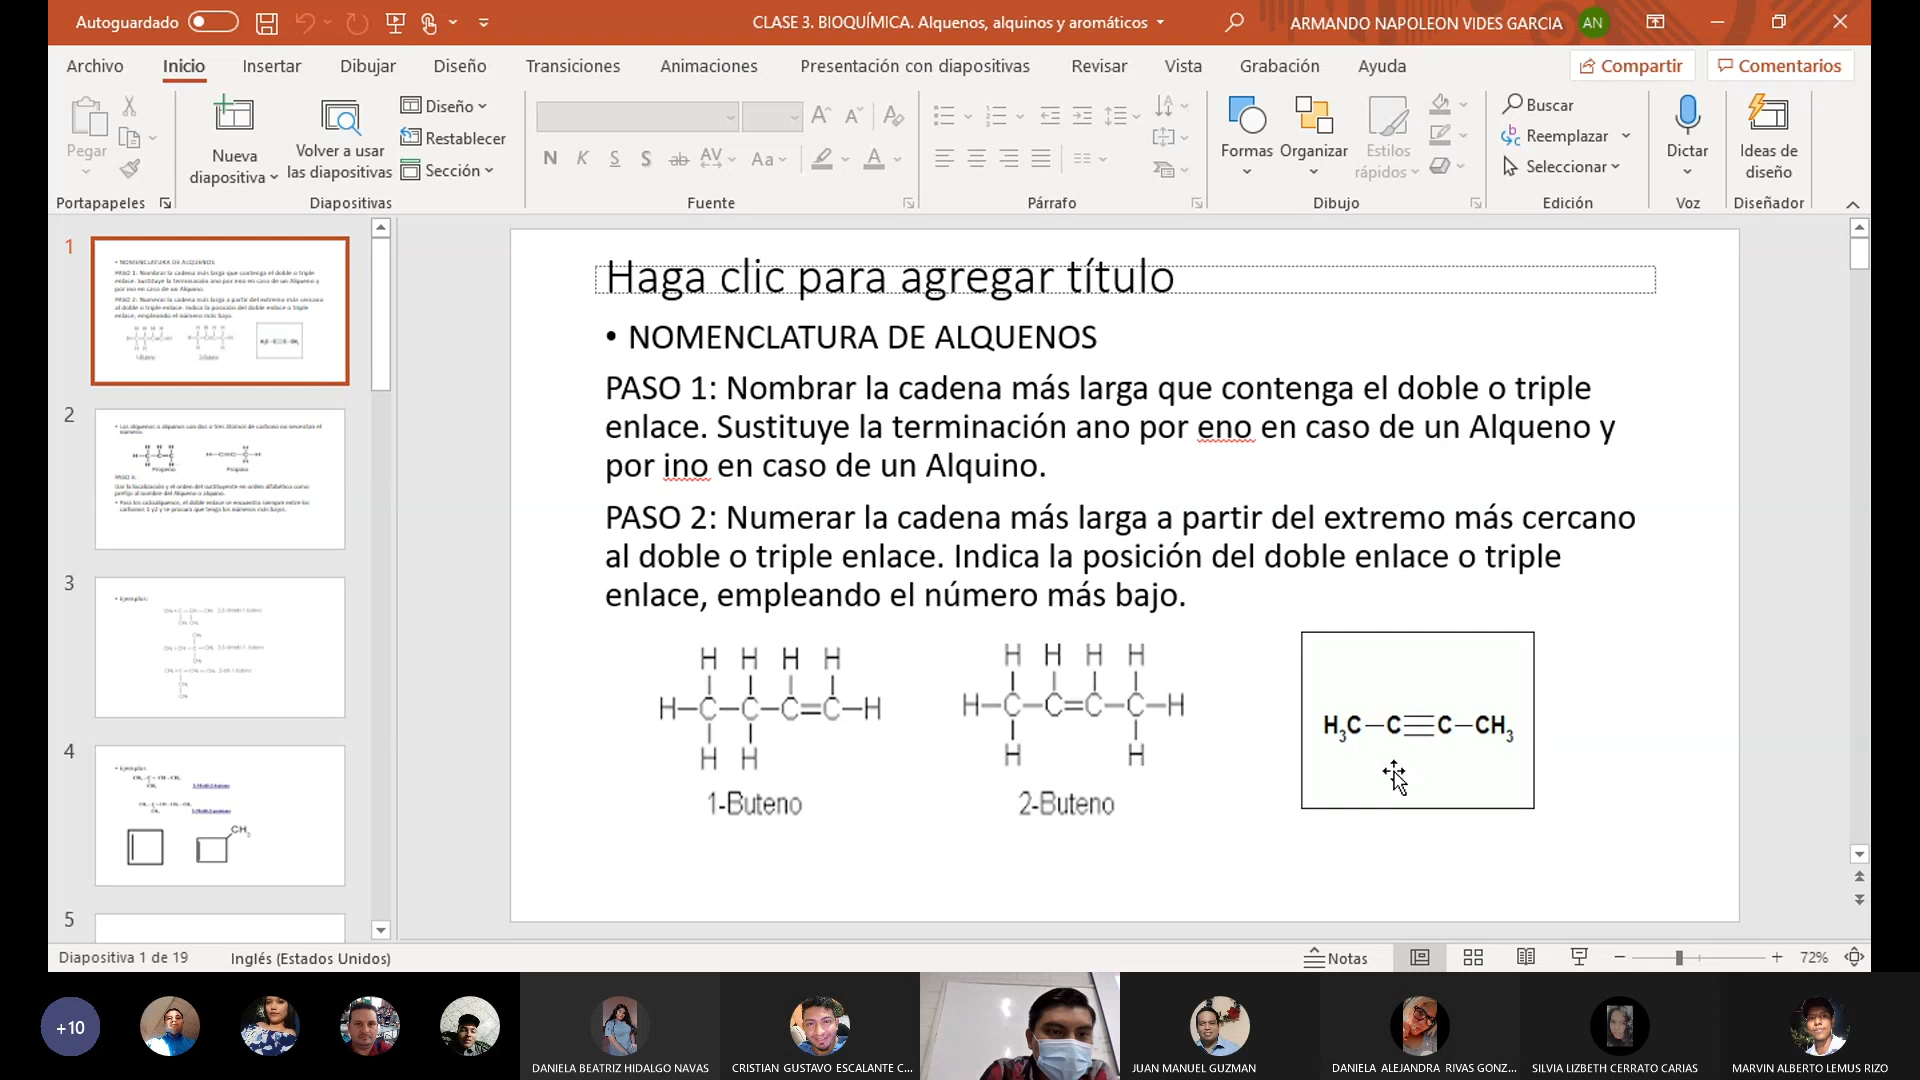 Autoguardado
CLASE 3. BIOQUÍMICA. Alquenos, alquinos y aromáticos
ARMANDO NAPOLEON VIDES GARCIA
AN
Archivo
Inicio
Insertar
Dibujar
Diseño
Transiciones
Animaciones
Presentación con diapositivas
Revisar
Vista
Grabación
Ayuda
Compartir
Comentarios
Pegar
Nueva
diapositiva
Volver a usar
las diapositivas
Diseño
Restablecer
Sección
N K S S ab AV Aa A
Formas
Organizar
Estilos
rápidos
Buscar
Reemplazar
Seleccionar
Dictar
Ideas de
diseño
Portapapeles
Diapositivas
Fuente
Párrafo
Dibujo
Edición
Voz
Diseñador
1
2
3
4
5
Haga clic para agregar título
• NOMENCLATURA DE ALQUENOS
PASO 1: Nombrar la cadena más larga que contenga el doble o triple
enlace. Sustituye la terminación ano por eno en caso de un Alqueno y
por ino en caso de un Alquino.
PASO 2: Numerar la cadena más larga a partir del extremo más cercano
al doble o triple enlace. Indica la posición del doble enlace o triple
enlace, empleando el número más bajo.
H H H H
H—C—C—C=C—H
H H
1-Buteno
H H H H
H—C—C=C—C—H
H H
2-Buteno
H₃C—C≡C—CH₃
Diapositiva 1 de 19
Inglés (Estados Unidos)
Notas
72%
+10
DANIELA BEATRIZ HIDALGO NAVAS
CRISTIAN GUSTAVO ESCALANTE C...
JUAN MANUEL GUZMAN
DANIELA ALEJANDRA RIVAS GONZ...
SILVIA LIZBETH CERRATO CARIAS
MARVIN ALBERTO LEMUS RIZO